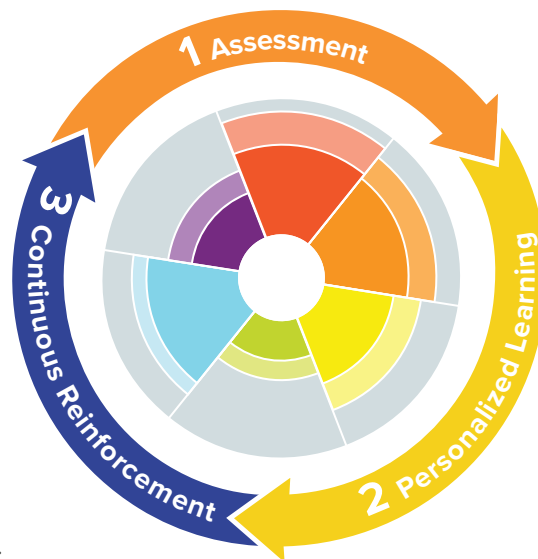 1 Assessment
2 Personalized Learning
3 Continuous Reinforcement